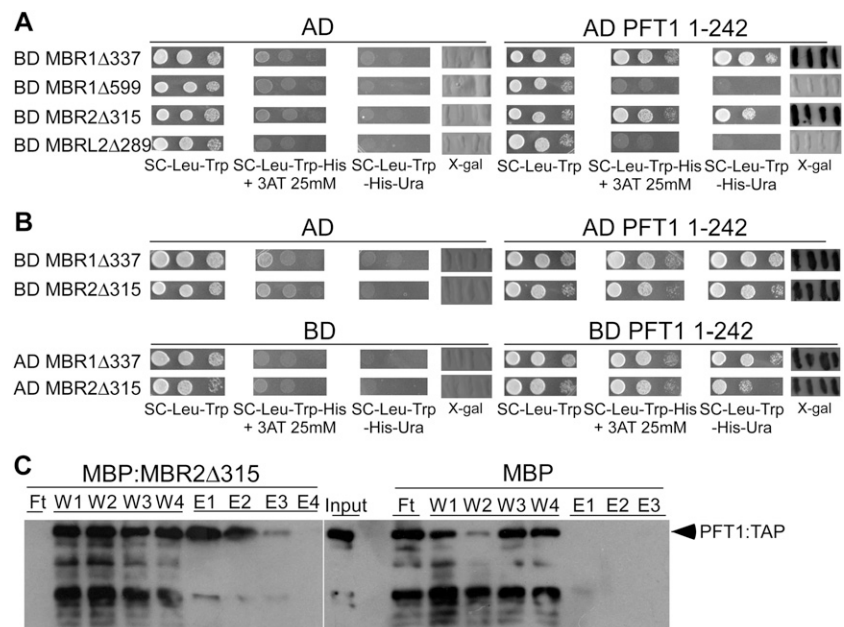 A
AD AD PFT1 1-242
BD MBR1Δ337
BD MBR1Δ599
BD MBR2Δ315
BD MBRL2Δ289
SC-Leu-Trp SC-Leu-Trp-His SC-Leu-Trp X-gal SC-Leu-Trp SC-Leu-Trp-His SC-Leu-Trp X-gal
+ 3AT 25mM -His-Ura + 3AT 25mM -His-Ura
B
AD AD PFT1 1-242
BD MBR1Δ337
BD MBR2Δ315
BD BD PFT1 1-242
AD MBR1Δ337
AD MBR2Δ315
SC-Leu-Trp SC-Leu-Trp-His SC-Leu-Trp X-gal SC-Leu-Trp SC-Leu-Trp-His SC-Leu-Trp X-gal
+ 3AT 25mM -His-Ura + 3AT 25mM -His-Ura
C
MBP:MBR2Δ315 MBP
Ft W1 W2 W3 W4 E1 E2 E3 E4 Input Ft W1 W2 W3 W4 E1 E2 E3
PFT1:TAP